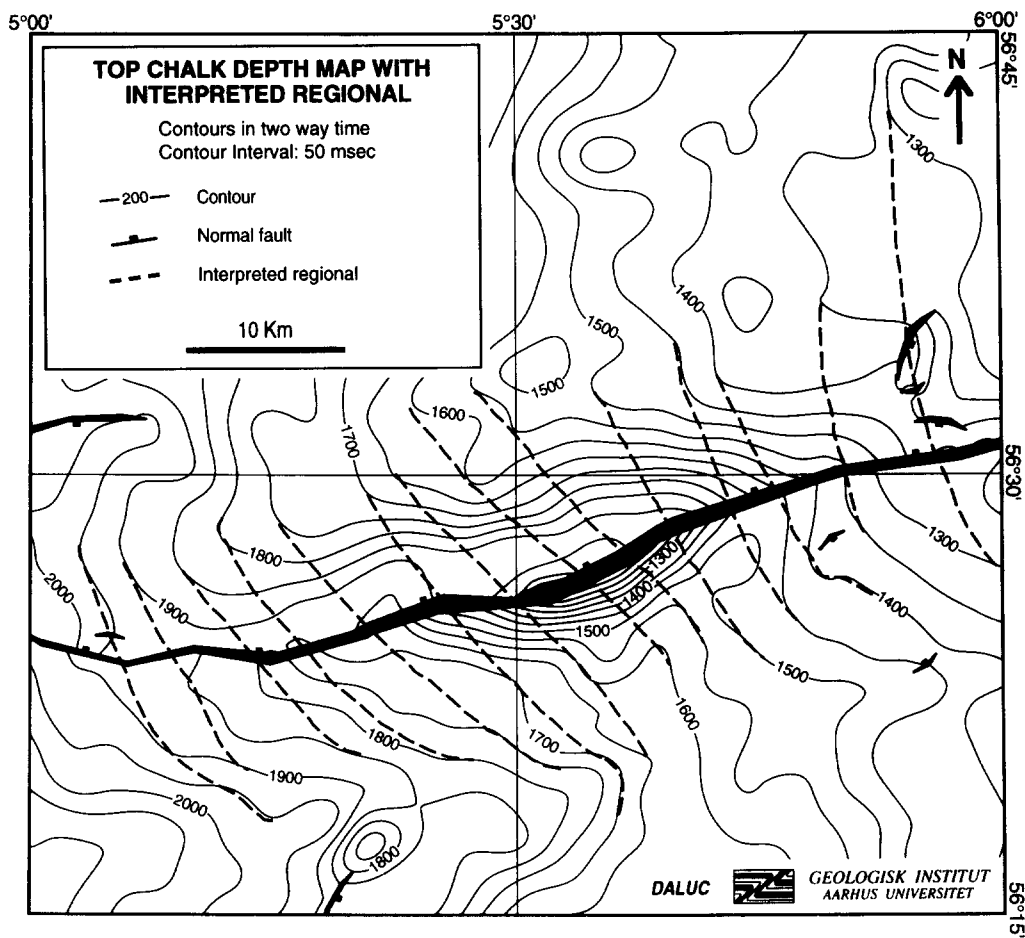 5°00'
5°30'
6°00'
TOP CHALK DEPTH MAP WITH
INTERPRETED REGIONAL
Contours in two way time
Contour Interval: 50 msec
200
Contour
Normal fault
Interpreted regional
10 Km
N
56°45'
1300
1400
1500
1500
1600
1700
56°30'
1800
1300
1300
2000
1900
1400
1400
1500
1500
1600
1700
1800
1900
2000
1800
DALUC
GEOLOGISK INSTITUT
AARHUS UNIVERSITET
56°15'